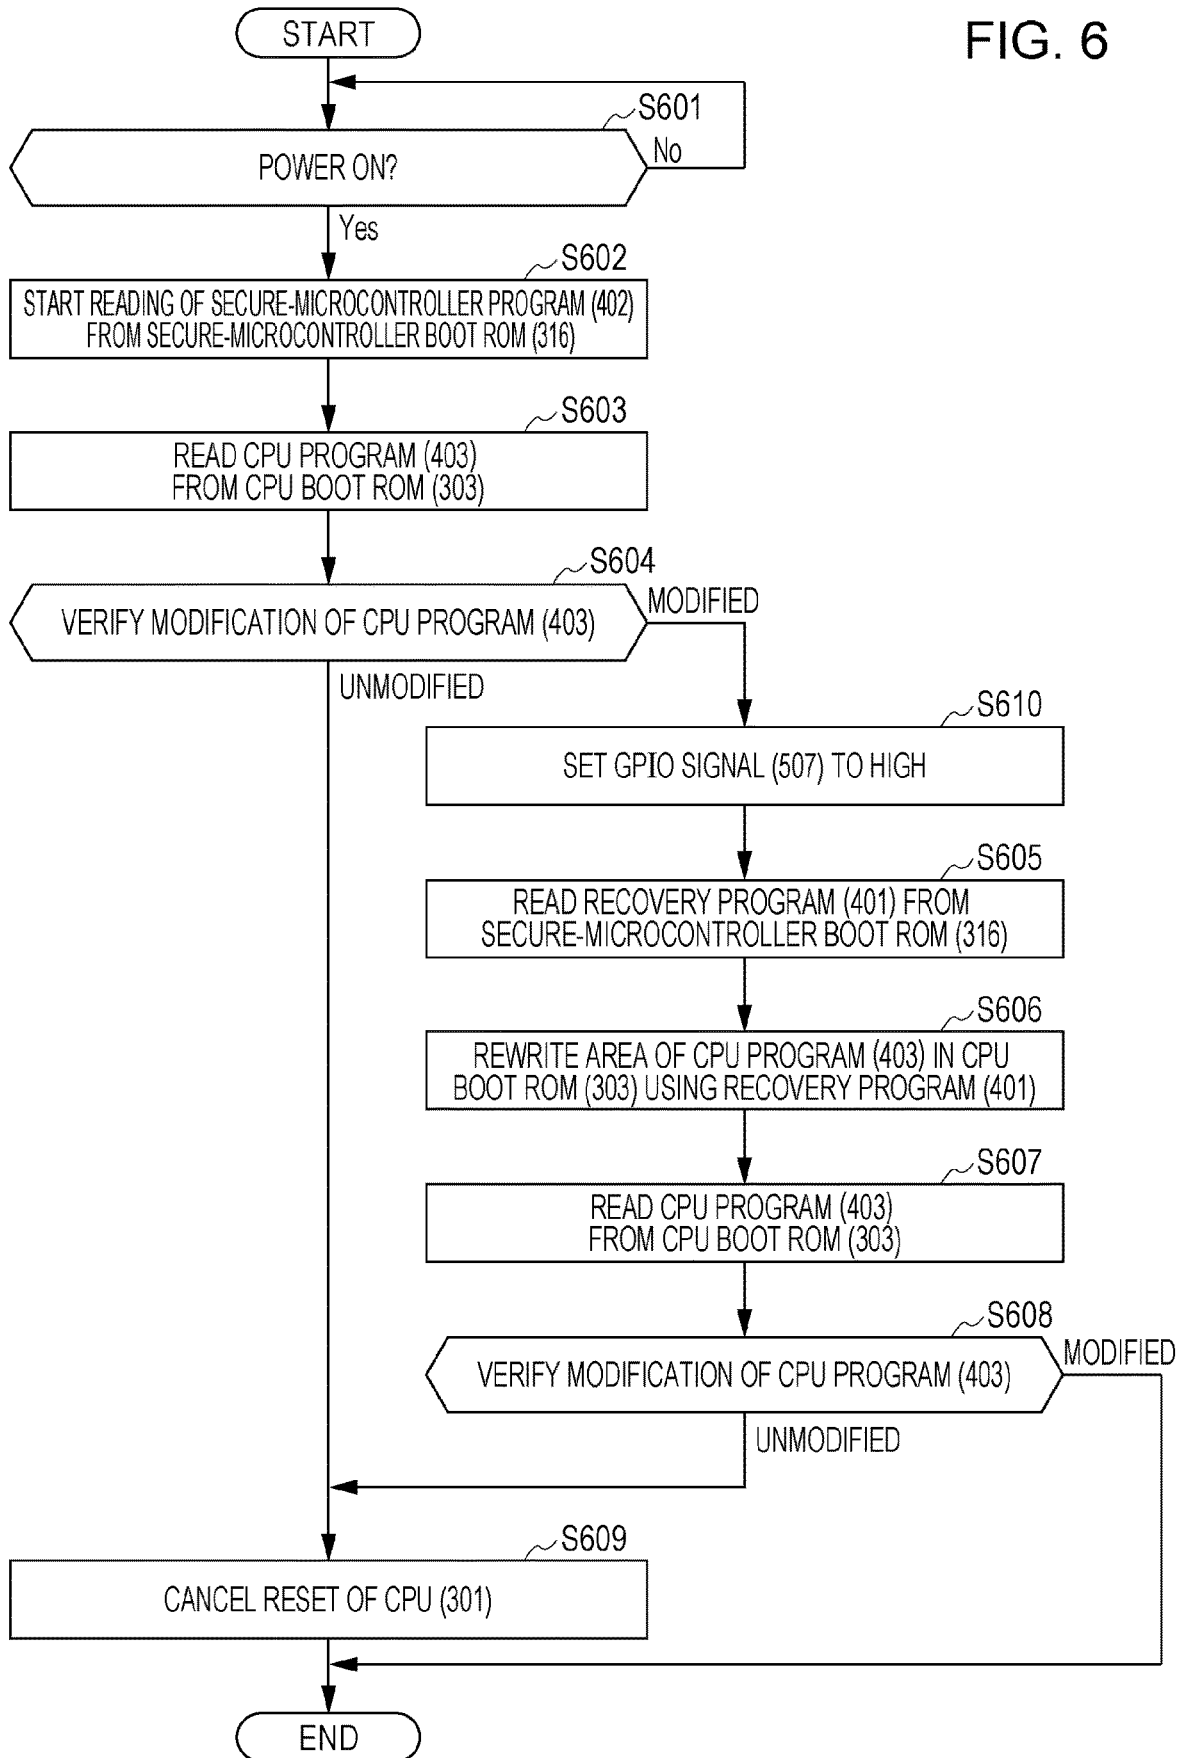 START
FIG. 6
S601
POWER ON?
No
Yes
S602
START READING OF SECURE-MICROCONTROLLER PROGRAM (402)
FROM SECURE-MICROCONTROLLER BOOT ROM (316)
S603
READ CPU PROGRAM (403)
FROM CPU BOOT ROM (303)
S604
VERIFY MODIFICATION OF CPU PROGRAM (403)
MODIFIED
UNMODIFIED
S610
SET GPIO SIGNAL (507) TO HIGH
S605
READ RECOVERY PROGRAM (401) FROM
SECURE-MICROCONTROLLER BOOT ROM (316)
S606
REWRITE AREA OF CPU PROGRAM (403) IN CPU
BOOT ROM (303) USING RECOVERY PROGRAM (401)
S607
READ CPU PROGRAM (403)
FROM CPU BOOT ROM (303)
S608
VERIFY MODIFICATION OF CPU PROGRAM (403)
MODIFIED
UNMODIFIED
S609
CANCEL RESET OF CPU (301)
END